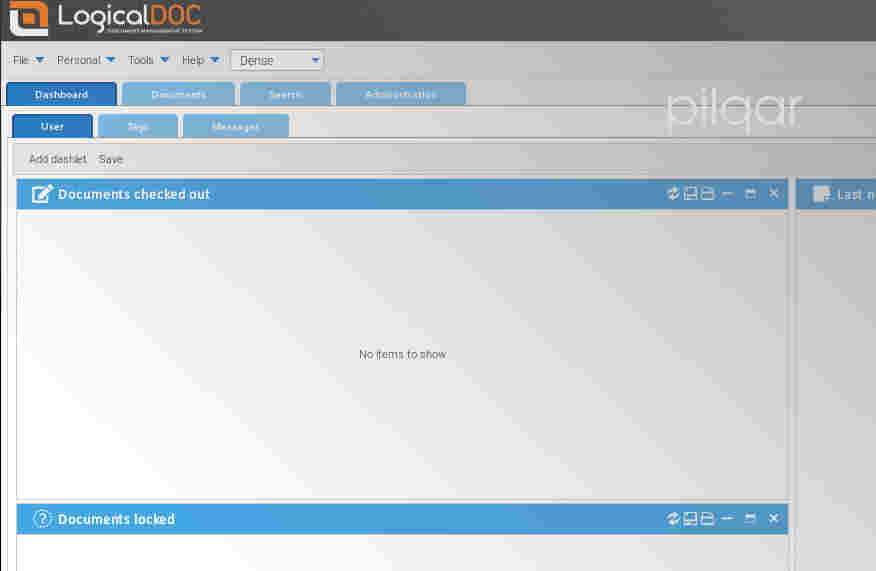 LogicalDOC
DOCUMENT MANAGEMENT SYSTEM
File Personal Tools Help Dense
Dashboard Documents Search Administration
pilqar
User Tags Messages
Add dashlet Save
Documents checked out
Last n
No items to show
Documents locked